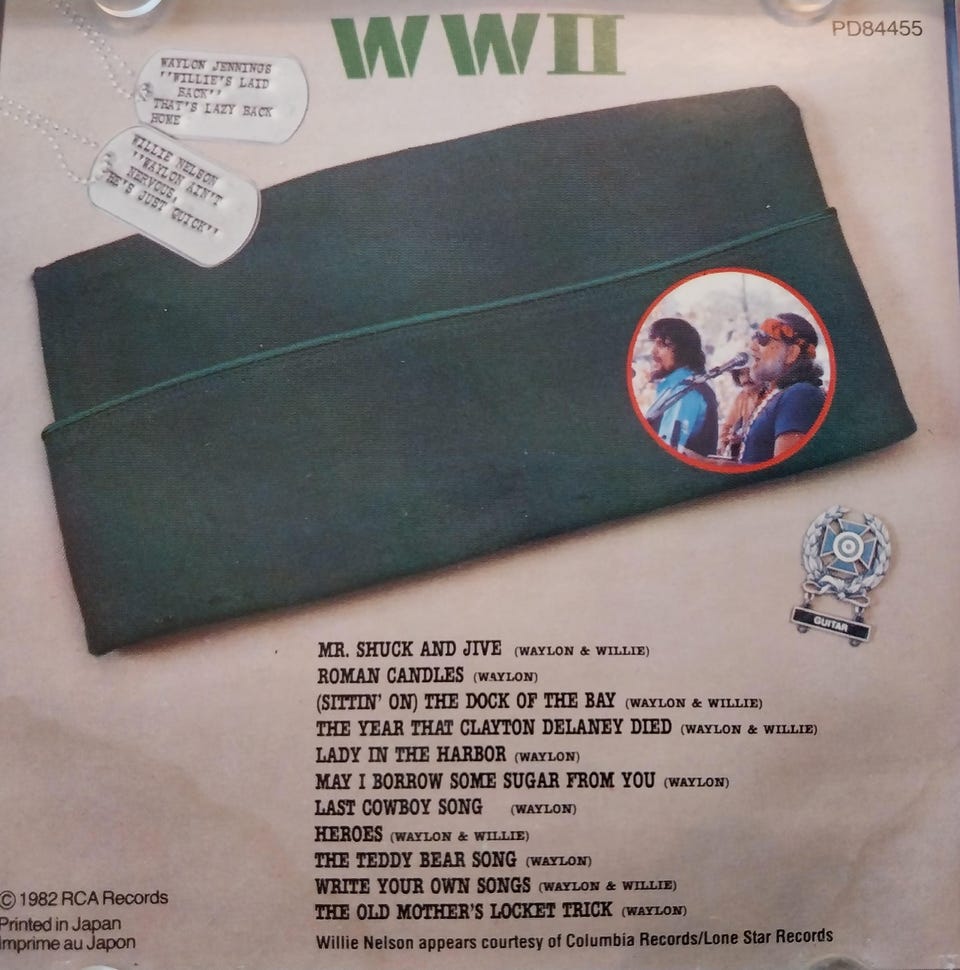 WWII
PD84455
WAYLON JENNINGS
"WILLIE'S LAID
BACK"
THAT'S LAZY BACK
HOME
WILLIE NELSON
"WAYLON AIN'T
NERVOUS,
HE'S JUST QUICK"
GUITAR
MR. SHUCK AND JIVE (WAYLON & WILLIE)
ROMAN CANDLES (WAYLON)
(SITTIN' ON) THE DOCK OF THE BAY (WAYLON & WILLIE)
THE YEAR THAT CLAYTON DELANEY DIED (WAYLON & WILLIE)
LADY IN THE HARBOR (WAYLON)
MAY I BORROW SOME SUGAR FROM YOU (WAYLON)
LAST COWBOY SONG (WAYLON)
HEROES (WAYLON & WILLIE)
THE TEDDY BEAR SONG (WAYLON)
WRITE YOUR OWN SONGS (WAYLON & WILLIE)
THE OLD MOTHER'S LOCKET TRICK (WAYLON)
Willie Nelson appears courtesy of Columbia Records/Lone Star Records
© 1982 RCA Records
Printed in Japan
Imprime au Japon